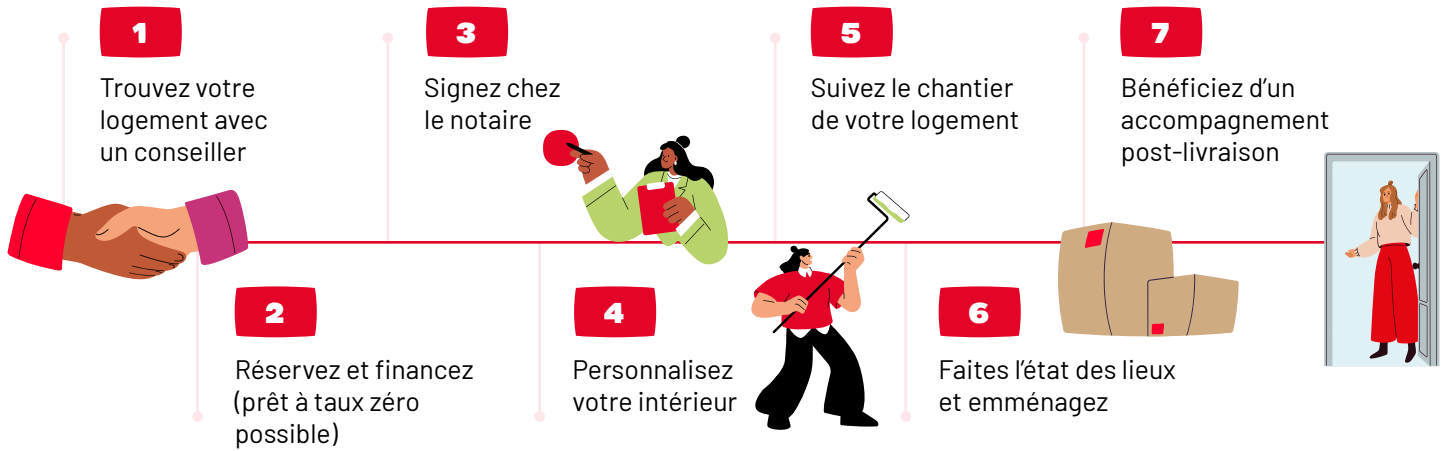 1
Trouvez votre
logement avec
un conseiller
2
Réservez et financez
(prêt à taux zéro
possible)
3
Signez chez
le notaire
4
Personnalisez
votre intérieur
5
Suivez le chantier
de votre logement
6
Faites l’état des lieux
et emménagez
7
Bénéficiez d’un
accompagnement
post-livraison